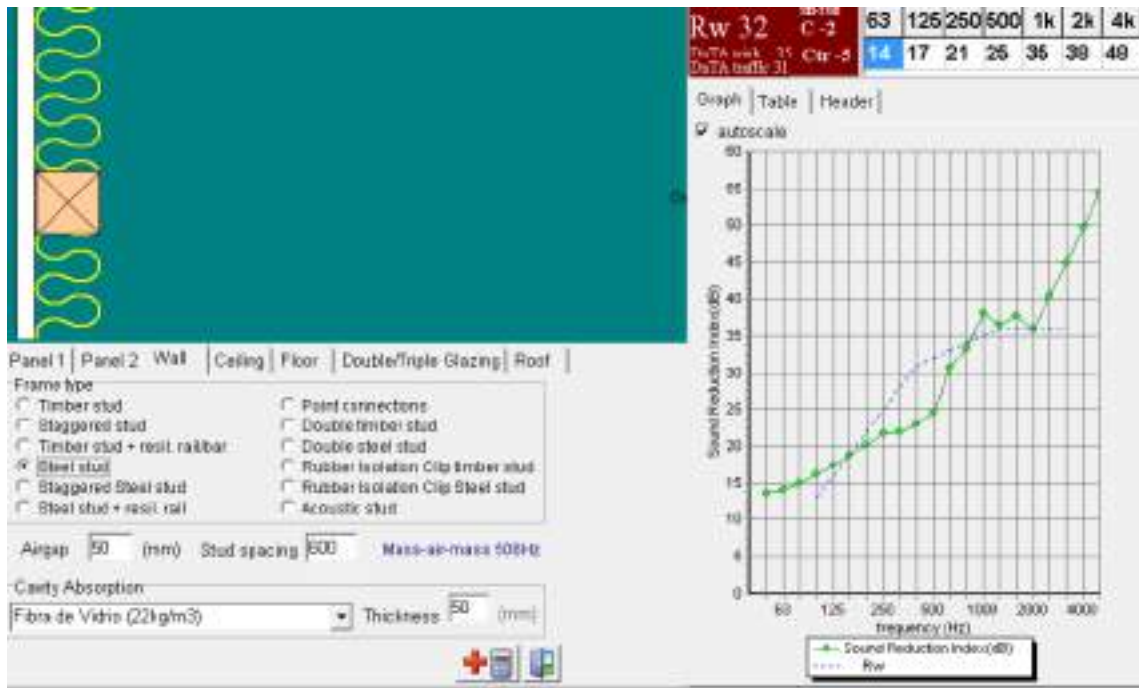 Rw 32
C -2
Ctr -5
DnTA traffic 31
63 125 250 500 1k 2k 4k
14 17 21 25 35 38 48
Graph Table Header
autoscale
60
55
50
45
40
35
30
25
20
15
10
5
0
Sound Reduction Index(dB)
63 125 250 500 1000 2000 4000
frequency (Hz)
Sound Reduction Index(dB)
Rw
Panel 1 Panel 2 Wall Ceiling Floor Double/Triple Glazing Roof
Frame type
Timber stud
Staggered stud
Timber stud + resil. rail/bar
Steel stud
Staggered Steel stud
Steel stud + resil. rail
Point connections
Double timber stud
Double steel stud
Rubber Isolation Clip timber stud
Rubber Isolation Clip Steel stud
Acoustic stud
Airgap 50 (mm) Stud spacing 600 Mass-air-mass 508Hz
Cavity Absorption
Fibra de Vidrio (22kg/m3) Thickness 50 (mm)